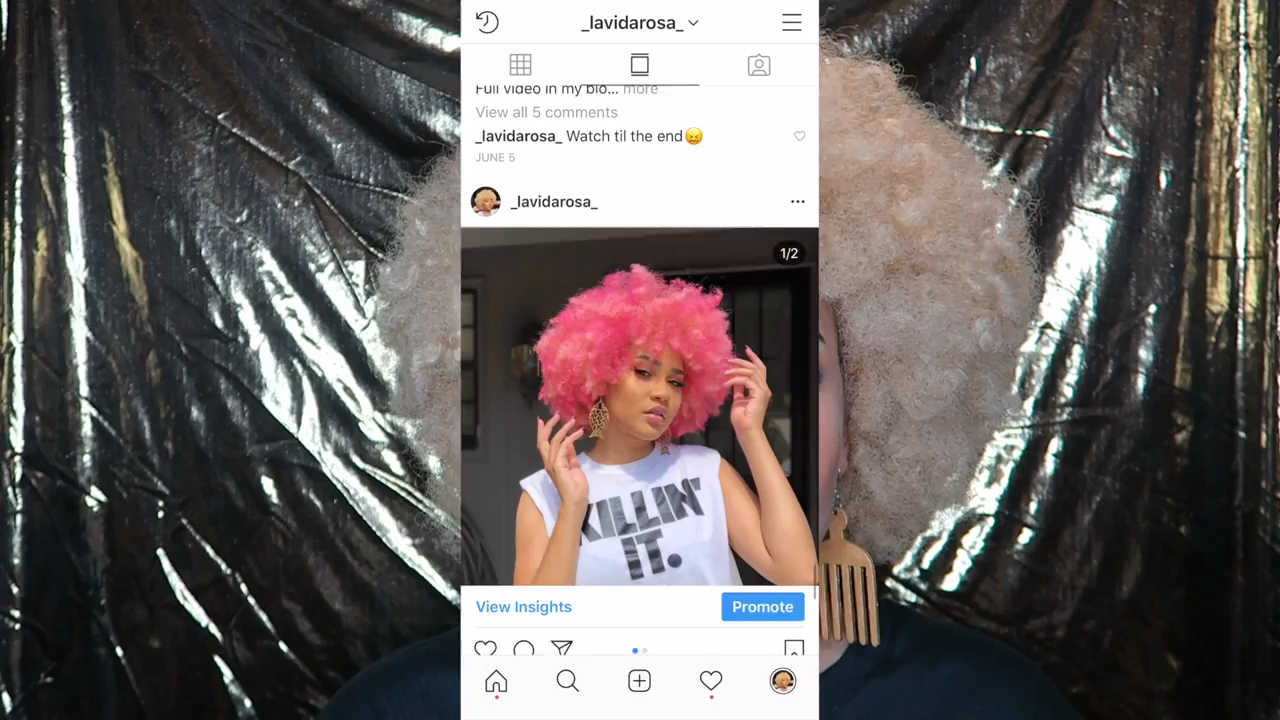 _lavidarosa_
Full video in my bio... more
View all 5 comments
_lavidarosa_ Watch til the end😖
JUNE 5
_lavidarosa_
1/2
KILLIN'
IT.
View Insights
Promote